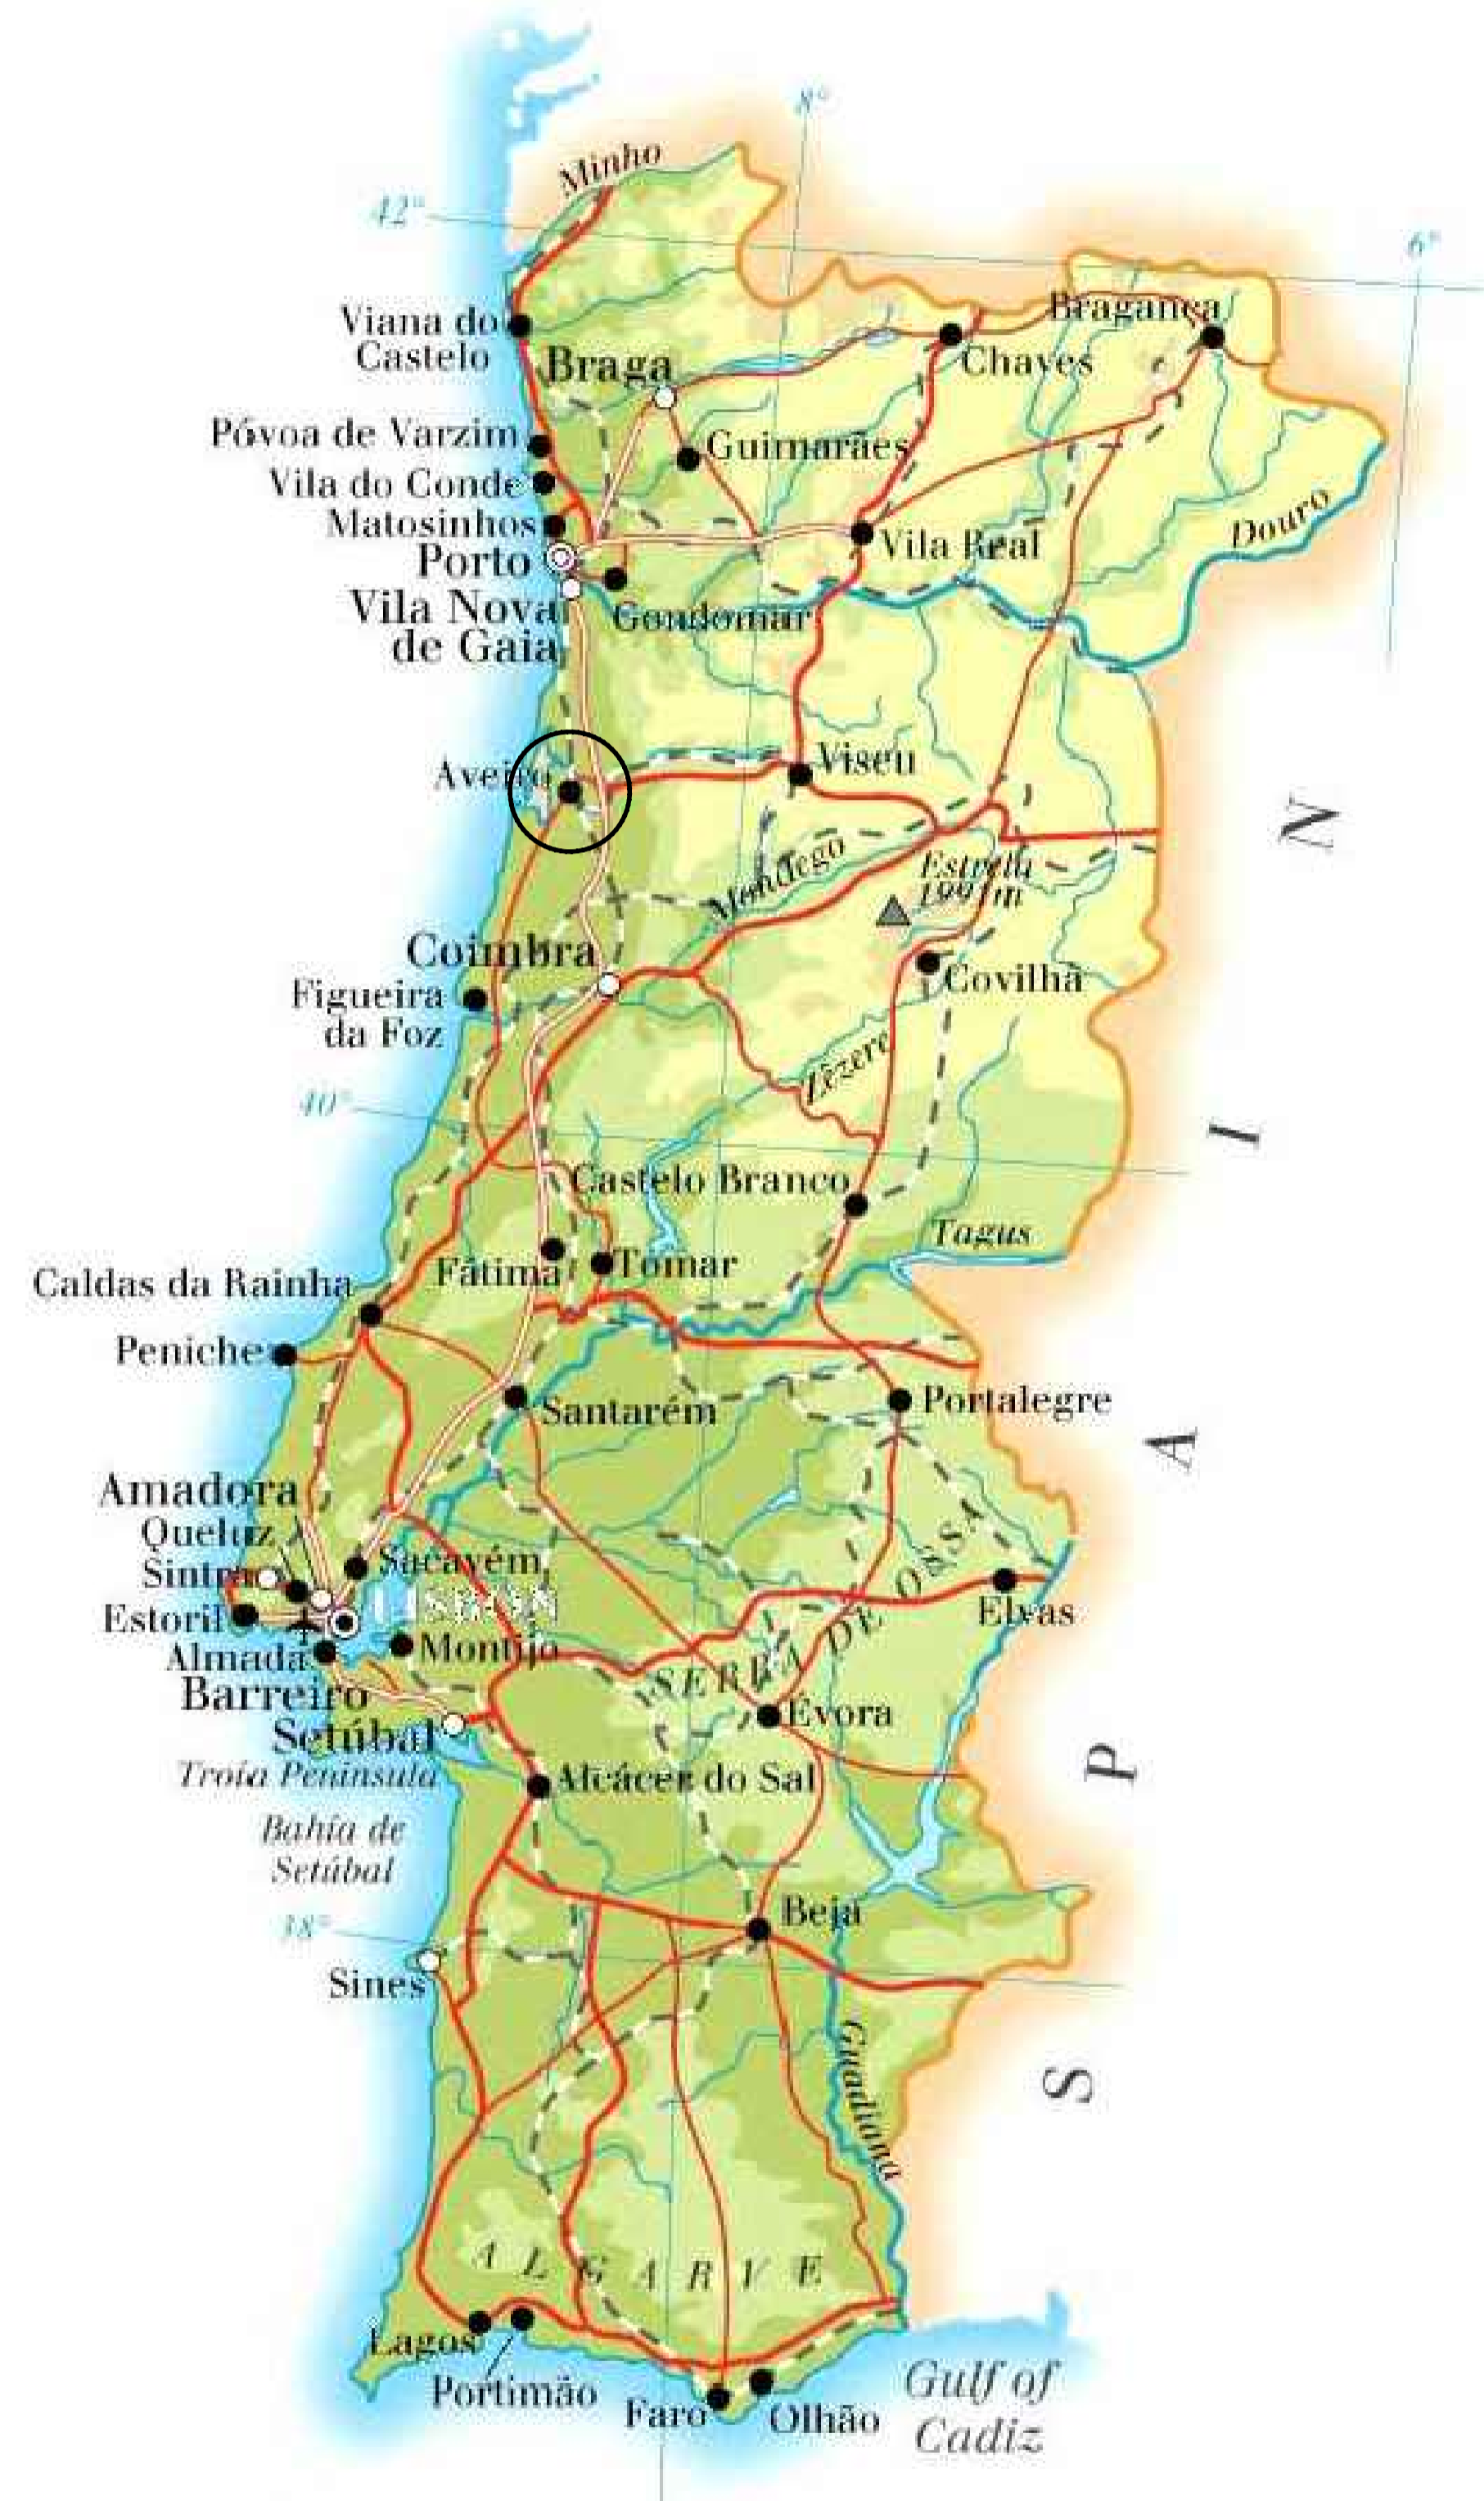 8°
Minho
42°
6°
Viana do
Castelo
Bragança
Chaves
Braga
Póvoa de Varzim
Guimarães
Vila do Conde
Matosinhos
Porto
Vila Real
Douro
Vila Nova
de Gaia
Gondomar
Aveiro
Viseu
N
Mondego
Estrela
1991m
Coimbra
Covilhã
Figueira
da Foz
Zêzere
40°
I
Castelo Branco
Tagus
Fátima
Tomar
Caldas da Rainha
Peniche
Santarém
Portalegre
A
Amadora
Queluz
Sintra
Sacavém
LISBON
Estoril
Elvas
Almada
Montijo
SERRA DE OSSA
Barreiro
Évora
Setúbal
Troía Peninsula
Alcácer do Sal
P
Bahía de
Setúbal
Beja
38°
Sines
Guadiana
S
ALGARVE
Lagos
Portimão
Faro
Olhão
Gulf of
Cadiz